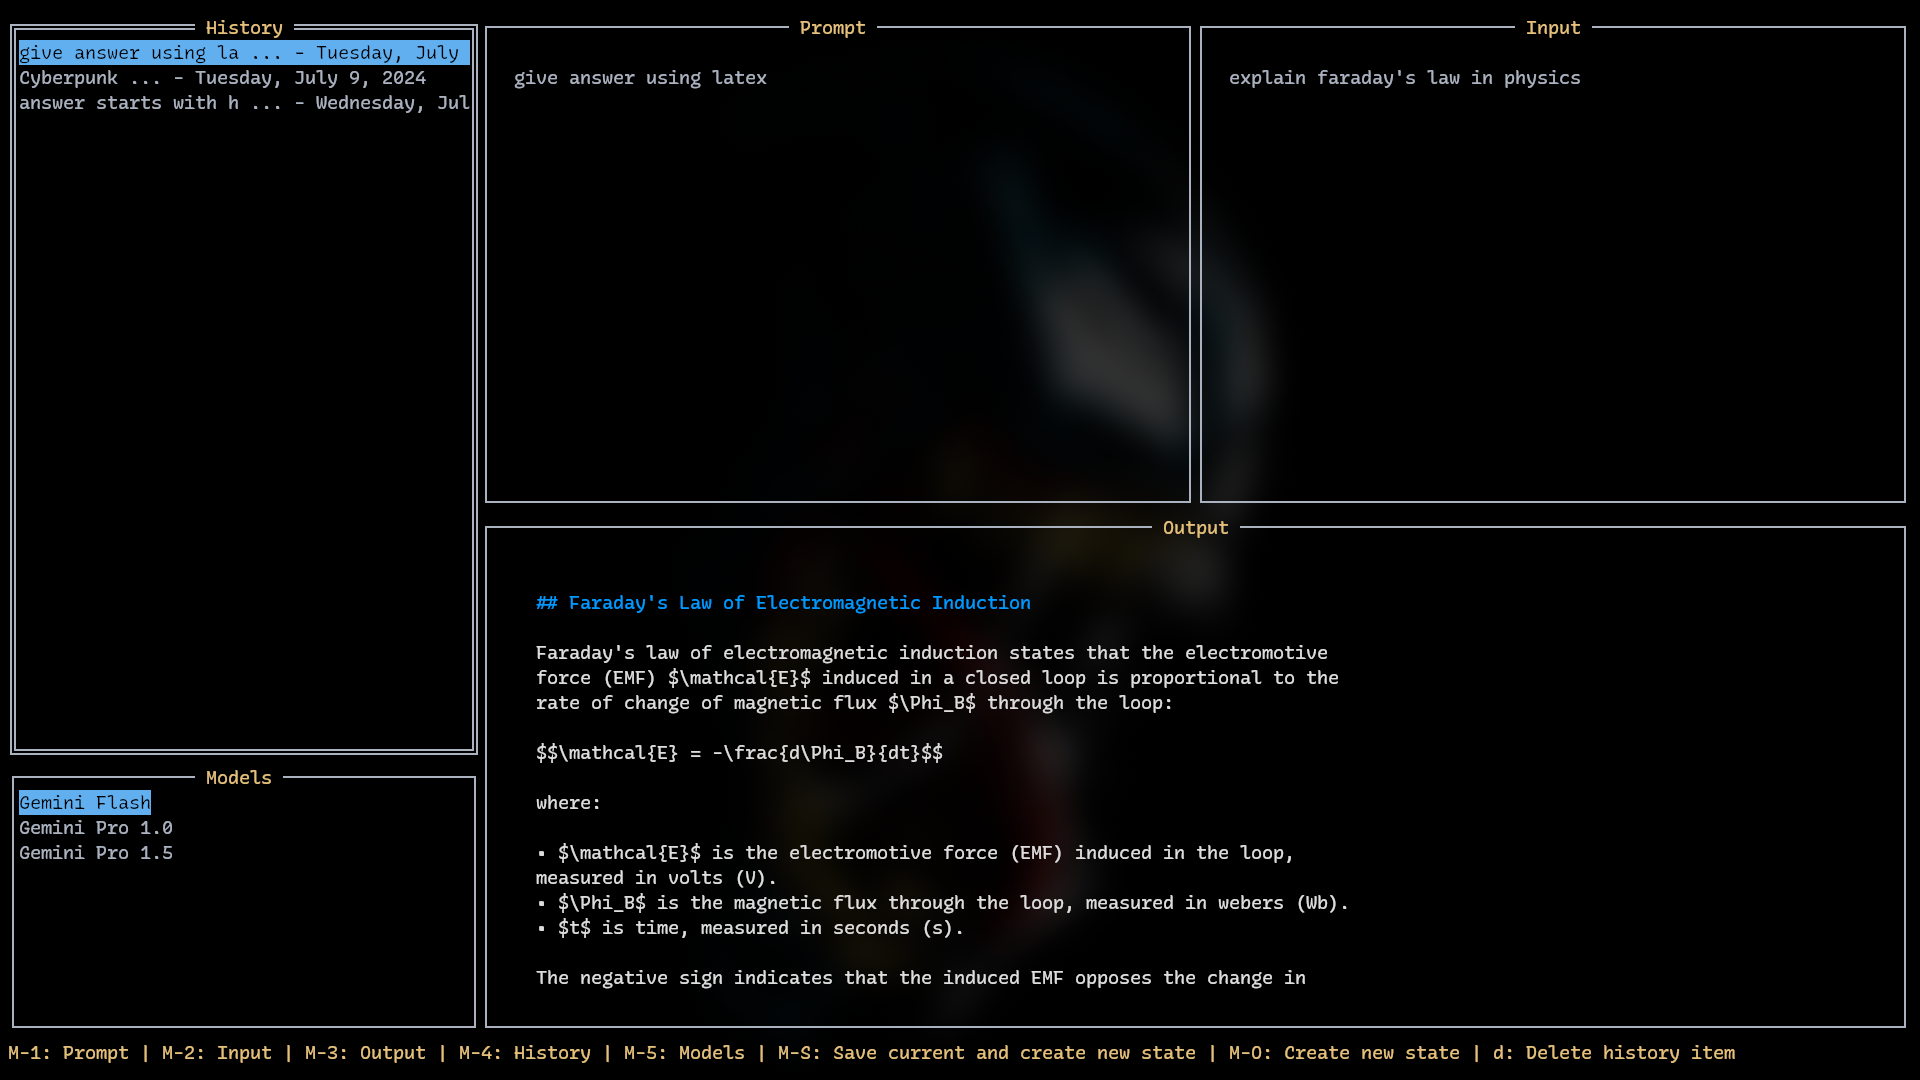 History
give answer using la ... - Tuesday, July
Cyberpunk ... - Tuesday, July 9, 2024
answer starts with h ... - Wednesday, Jul
Prompt
give answer using latex
Input
explain faraday's law in physics
Output
## Faraday's Law of Electromagnetic Induction
Faraday's law of electromagnetic induction states that the electromotive
force (EMF) $\mathcal{E}$ induced in a closed loop is proportional to the
rate of change of magnetic flux $\Phi_B$ through the loop:
$$\mathcal{E} = -\frac{d\Phi_B}{dt}$$
where:
• $\mathcal{E}$ is the electromotive force (EMF) induced in the loop,
measured in volts (V).
• $\Phi_B$ is the magnetic flux through the loop, measured in webers (Wb).
• $t$ is time, measured in seconds (s).
The negative sign indicates that the induced EMF opposes the change in
Models
Gemini Flash
Gemini Pro 1.0
Gemini Pro 1.5
M-1: Prompt | M-2: Input | M-3: Output | M-4: History | M-5: Models | M-S: Save current and create new state | M-O: Create new state | d: Delete history item